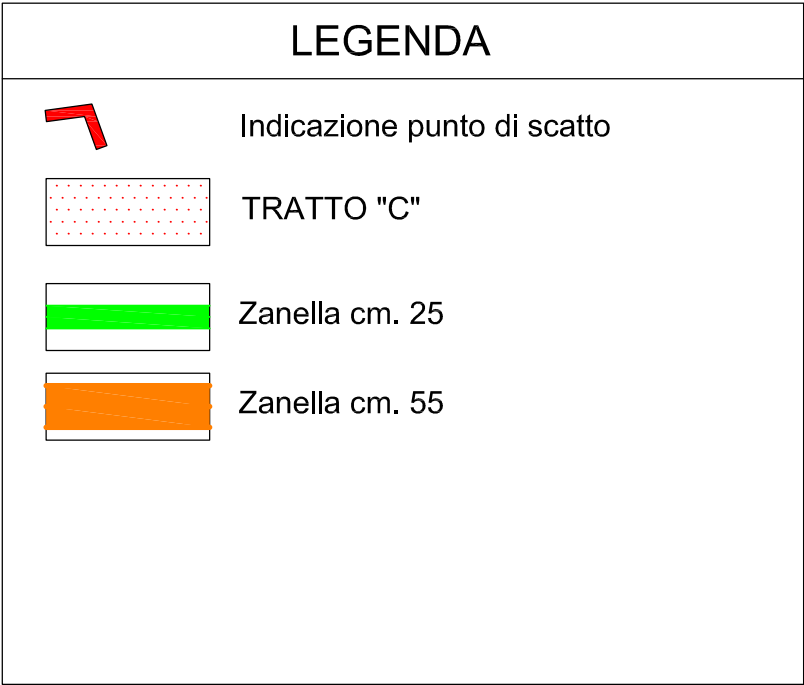 LEGENDA
Indicazione punto di scatto
TRATTO "C"
Zanella cm. 25
Zanella cm. 55